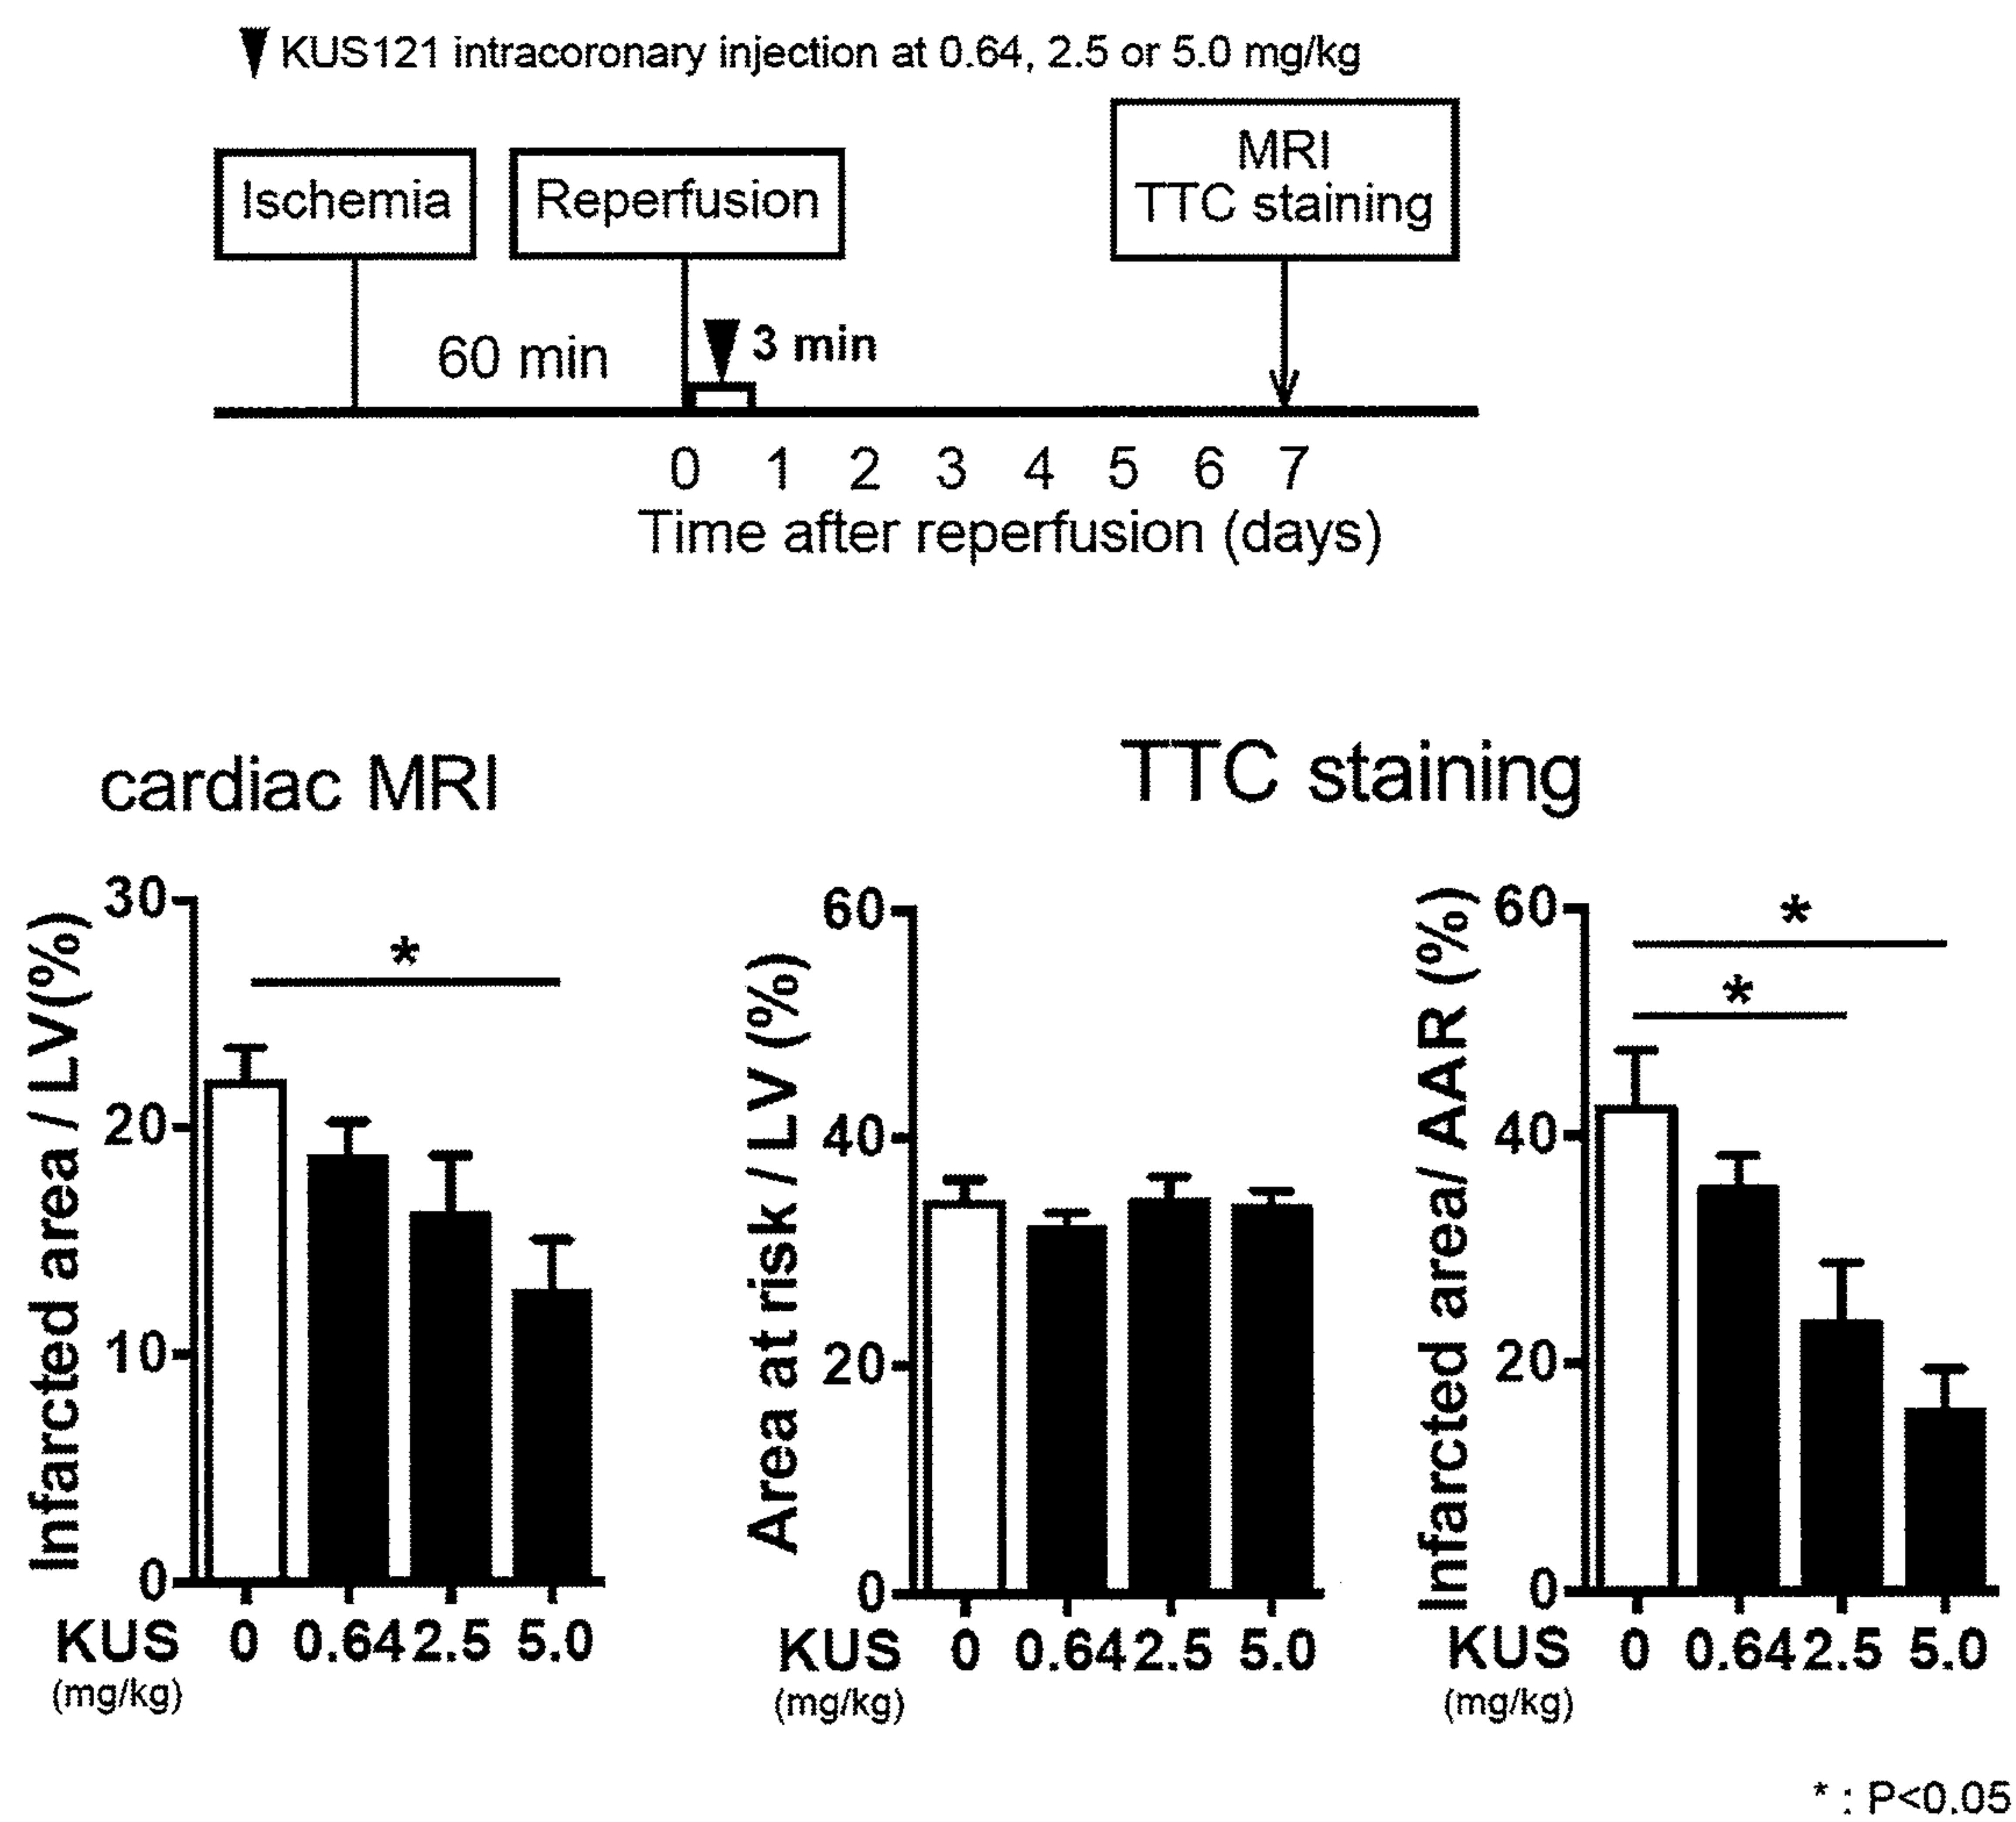 KUS121 intracoronary injection at 0.64, 2.5 or 5.0 mg/kg
Ischemia
Reperfusion
MRI
TTC staining
60 min
3 min
0 1 2 3 4 5 6 7
Time after reperfusion (days)
cardiac MRI
TTC staining
Infarcted area / LV(%)
30
20
10
0
*
KUS 0 0.64 2.5 5.0
(mg/kg)
Area at risk / LV (%)
60
40
20
0
KUS 0 0.64 2.5 5.0
(mg/kg)
Infarcted area/ AAR (%)
60
40
20
0
*
*
KUS 0 0.64 2.5 5.0
(mg/kg)
* : P<0.05